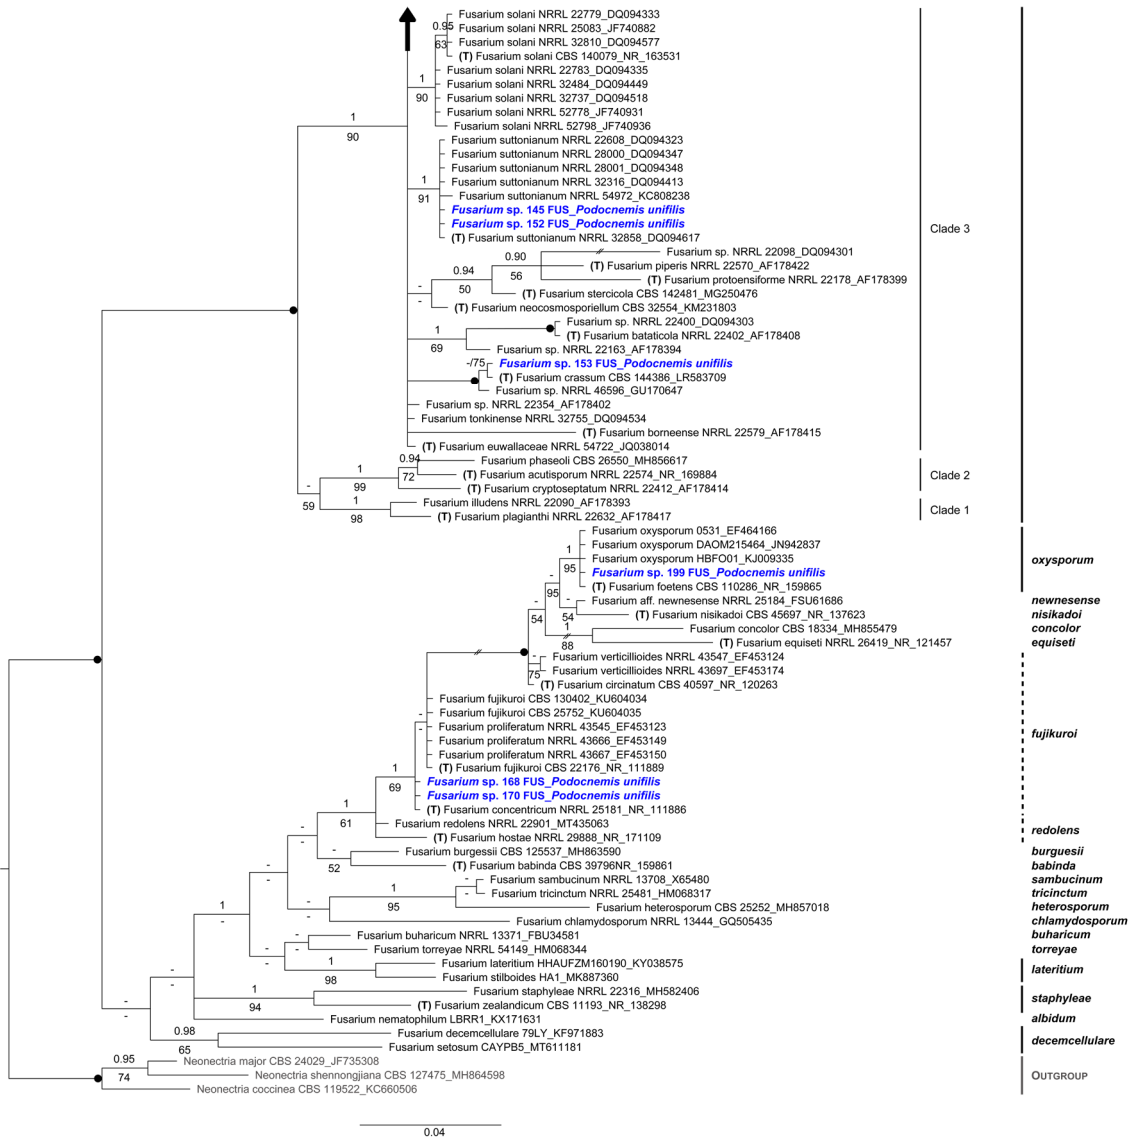 Fusarium solani NRRL 22779_DQ094333
0.95
Fusarium solani NRRL 25083_JF740882
63
Fusarium solani NRRL 32810_DQ094577
(T) Fusarium solani CBS 140079_NR_163531
Fusarium solani NRRL 22783_DQ094335
1
Fusarium solani NRRL 32484_DQ094449
90
Fusarium solani NRRL 32737_DQ094518
Fusarium solani NRRL 52778_JF740931
1
Fusarium solani NRRL 52798_JF740936
90
Fusarium suttonianum NRRL 22608_DQ094323
Fusarium suttonianum NRRL 28000_DQ094347
Fusarium suttonianum NRRL 28001_DQ094348
1
Fusarium suttonianum NRRL 32316_DQ094413
91
Fusarium suttonianum NRRL 54972_KC808238
Fusarium sp. 145 FUS_Podocnemis unifilis
Fusarium sp. 152 FUS_Podocnemis unifilis
Clade 3
(T) Fusarium suttonianum NRRL 32858_DQ094617
Fusarium sp. NRRL 22098_DQ094301
0.90
(T) Fusarium piperis NRRL 22570_AF178422
0.94
56
(T) Fusarium protoensiforme NRRL 22178_AF178399
-
50
(T) Fusarium stercicola CBS 142481_MG250476
-
(T) Fusarium neocosmosporiellum CBS 32554_KM231803
Fusarium sp. NRRL 22400_DQ094303
1
(T) Fusarium bataticola NRRL 22402_AF178408
69
Fusarium sp. NRRL 22163_AF178394
-/75
Fusarium sp. 153 FUS_Podocnemis unifilis
(T) Fusarium crassum CBS 144386_LR583709
Fusarium sp. NRRL 46596_GU170647
Fusarium sp. NRRL 22354_AF178402
Fusarium tonkinense NRRL 32755_DQ094534
(T) Fusarium borneense NRRL 22579_AF178415
(T) Fusarium euwallaceae NRRL 54722_JQ038014
0.94
Fusarium phaseoli CBS 26550_MH856617
1
72
(T) Fusarium acutisporum NRRL 22574_NR_169884
Clade 2
99
(T) Fusarium cryptoseptatum NRRL 22412_AF178414
-
59
1
Fusarium illudens NRRL 22090_AF178393
Clade 1
98
(T) Fusarium plagianthi NRRL 22632_AF178417
Fusarium oxysporum 0531_EF464166
Fusarium oxysporum DAOM215464_JN942837
1
Fusarium oxysporum HBFO01_KJ009335
oxysporum
95
Fusarium sp. 199 FUS_Podocnemis unifilis
-
95
(T) Fusarium foetens CBS 110286_NR_159865
-
Fusarium aff. newnesense NRRL 25184_FSU61686
newnesense
-
54
54
(T) Fusarium nisikadoi CBS 45697_NR_137623
nisikadoi
1
Fusarium concolor CBS 18334_MH855479
concolor
88
(T) Fusarium equiseti NRRL 26419_NR_121457
equiseti
-
Fusarium verticillioides NRRL 43547_EF453124
75
Fusarium verticillioides NRRL 43697_EF453174
(T) Fusarium circinatum CBS 40597_NR_120263
Fusarium fujikuroi CBS 130402_KU604034
-
Fusarium fujikuroi CBS 25752_KU604035
-
Fusarium proliferatum NRRL 43545_EF453123
fujikuroi
Fusarium proliferatum NRRL 43666_EF453149
Fusarium proliferatum NRRL 43667_EF453150
1
(T) Fusarium fujikuroi CBS 22176_NR_111889
69
Fusarium sp. 168 FUS_Podocnemis unifilis
Fusarium sp. 170 FUS_Podocnemis unifilis
1
(T) Fusarium concentricum NRRL 25181_NR_111886
61
Fusarium redolens NRRL 22901_MT435063
redolens
-
-
(T) Fusarium hostae NRRL 29888_NR_171109
-
Fusarium burgessii CBS 125537_MH863590
burguesii
52
(T) Fusarium babinda CBS 39796NR_159861
babinda
-
-
-
-
Fusarium sambucinum NRRL 13708_X65480
sambucinum
1
Fusarium tricinctum NRRL 25481_HM068317
tricinctum
95
Fusarium heterosporum CBS 25252_MH857018
heterosporum
1
-
-
-
Fusarium chlamydosporum NRRL 13444_GQ505435
chlamydosporum
-
-
Fusarium buharicum NRRL 13371_FBU34581
buharicum
-
-
Fusarium torreyae NRRL 54149_HM068344
torreyae
1
Fusarium lateritium HHAUFZM160190_KY038575
lateritium
-
-
98
Fusarium stilboides HA1_MK887360
1
Fusarium staphyleae NRRL 22316_MH582406
staphyleae
94
(T) Fusarium zealandicum CBS 11193_NR_138298
-
-
Fusarium nematophilum LBRR1_KX171631
albidum
0.98
Fusarium decemcellulare 79LY_KF971883
decemcellulare
65
Fusarium setosum CAYPB5_MT611181
0.95
Neonectria major CBS 24029_JF735308
74
Neonectria shennongjiana CBS 127475_MH864598
OUTGROUP
Neonectria coccinea CBS 119522_KC660506
0.04